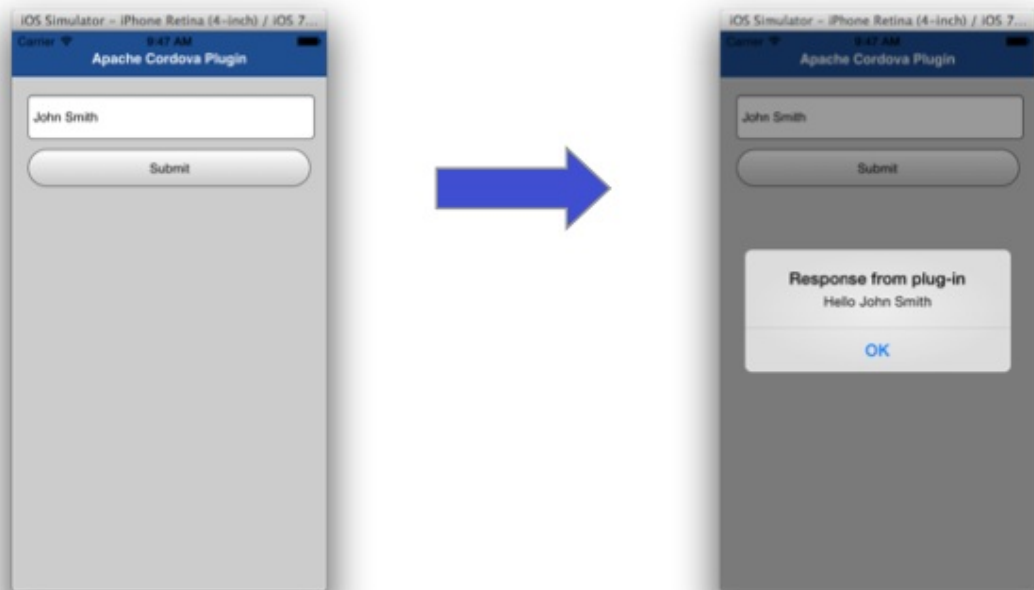 iOS Simulator – iPhone Retina (4-inch) / iOS 7...
Carrier 9:47 AM
Apache Cordova Plugin
John Smith
Submit
iOS Simulator – iPhone Retina (4-inch) / iOS 7...
Carrier 9:47 AM
Apache Cordova Plugin
John Smith
Submit
Response from plug-in
Hello John Smith
OK